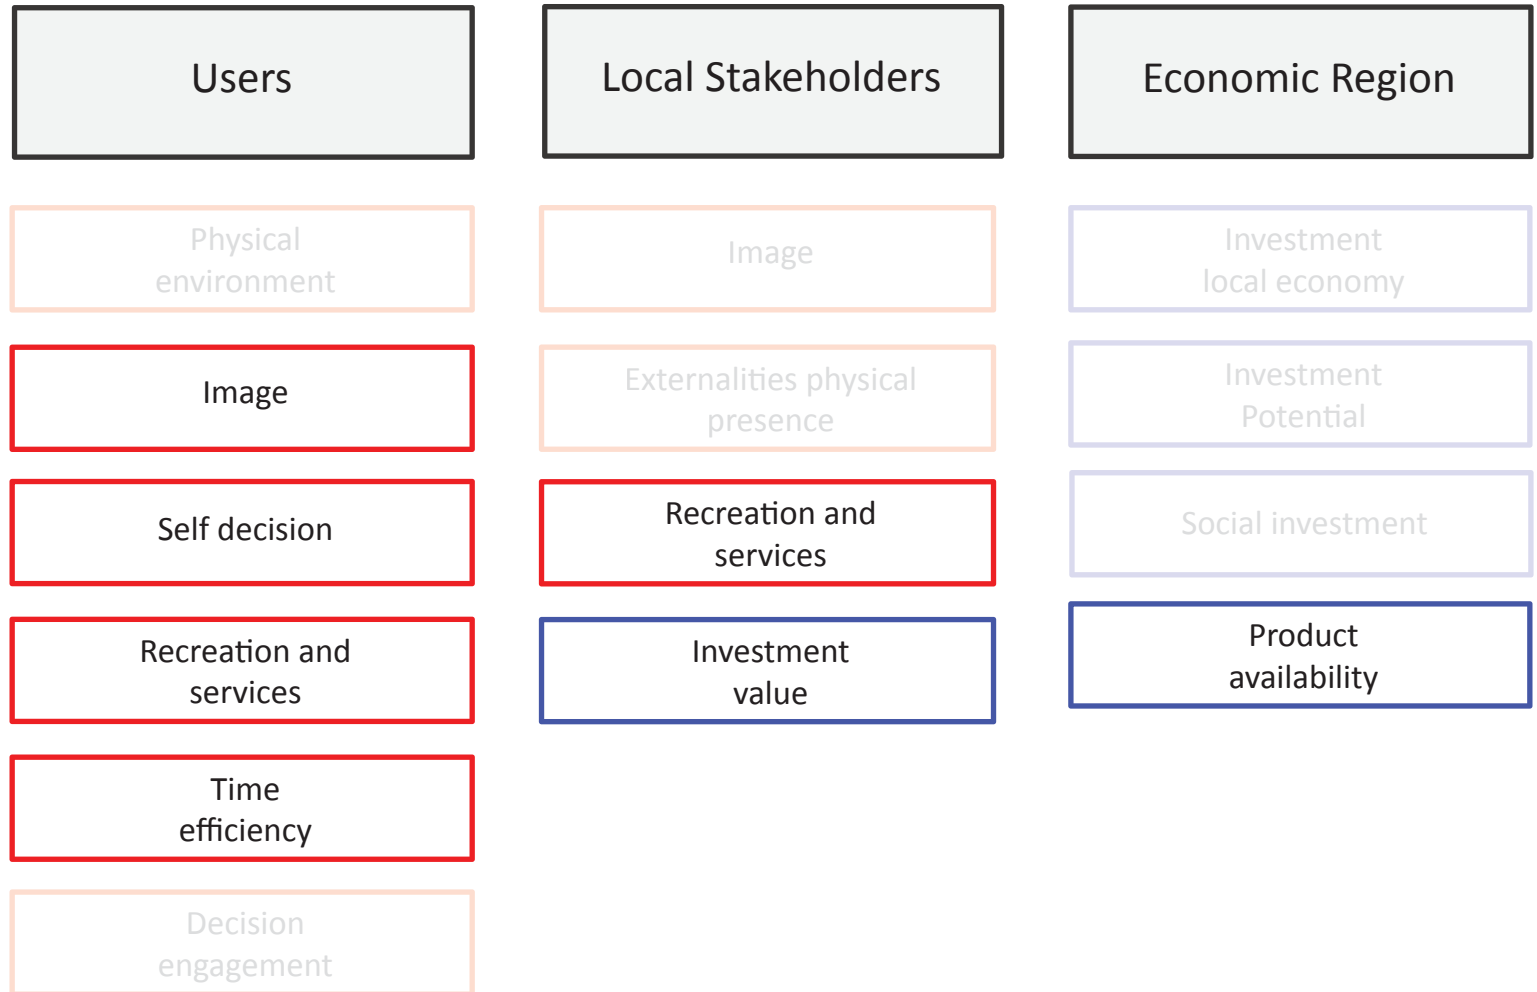 Users
Local Stakeholders
Economic Region
Physical
environment
Image
Self decision
Recreation and
services
Time
efficiency
Decision
engagement
Image
Externalities physical
presence
Recreation and
services
Investment
value
Investment
local economy
Investment
Potential
Social investment
Product
availability